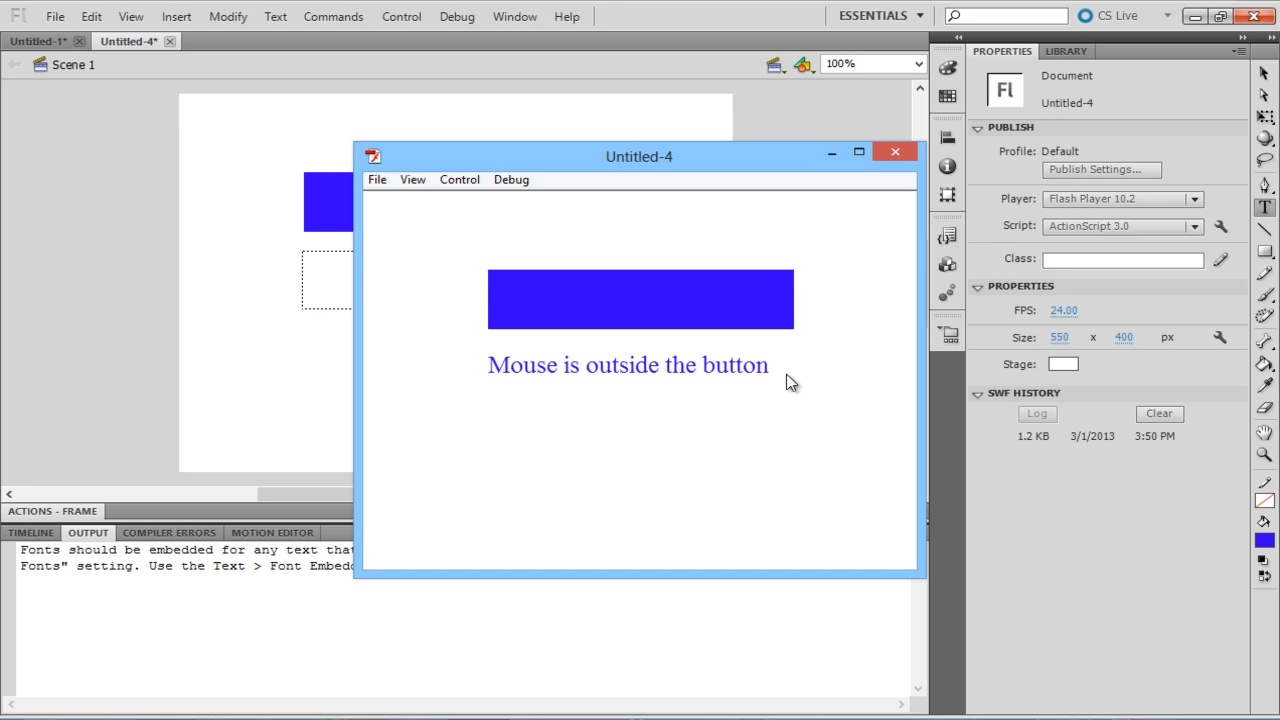 Fl File Edit View Insert Modify Text Commands Control Debug Window Help ESSENTIALS CS Live
Untitled-1* Untitled-4*
Scene 1 100%
PROPERTIES LIBRARY
Fl Document
Untitled-4
PUBLISH
Profile: Default
Publish Settings...
Player: Flash Player 10.2
Script: ActionScript 3.0
Class:
PROPERTIES
FPS: 24.00
Size: 550 x 400 px
Stage:
SWF HISTORY
Log Clear
1.2 KB 3/1/2013 3:50 PM
Untitled-4
File View Control Debug
Mouse is outside the button
ACTIONS - FRAME
TIMELINE OUTPUT COMPILER ERRORS MOTION EDITOR
Fonts should be embedded for any text that
Fonts" setting. Use the Text > Font Embed